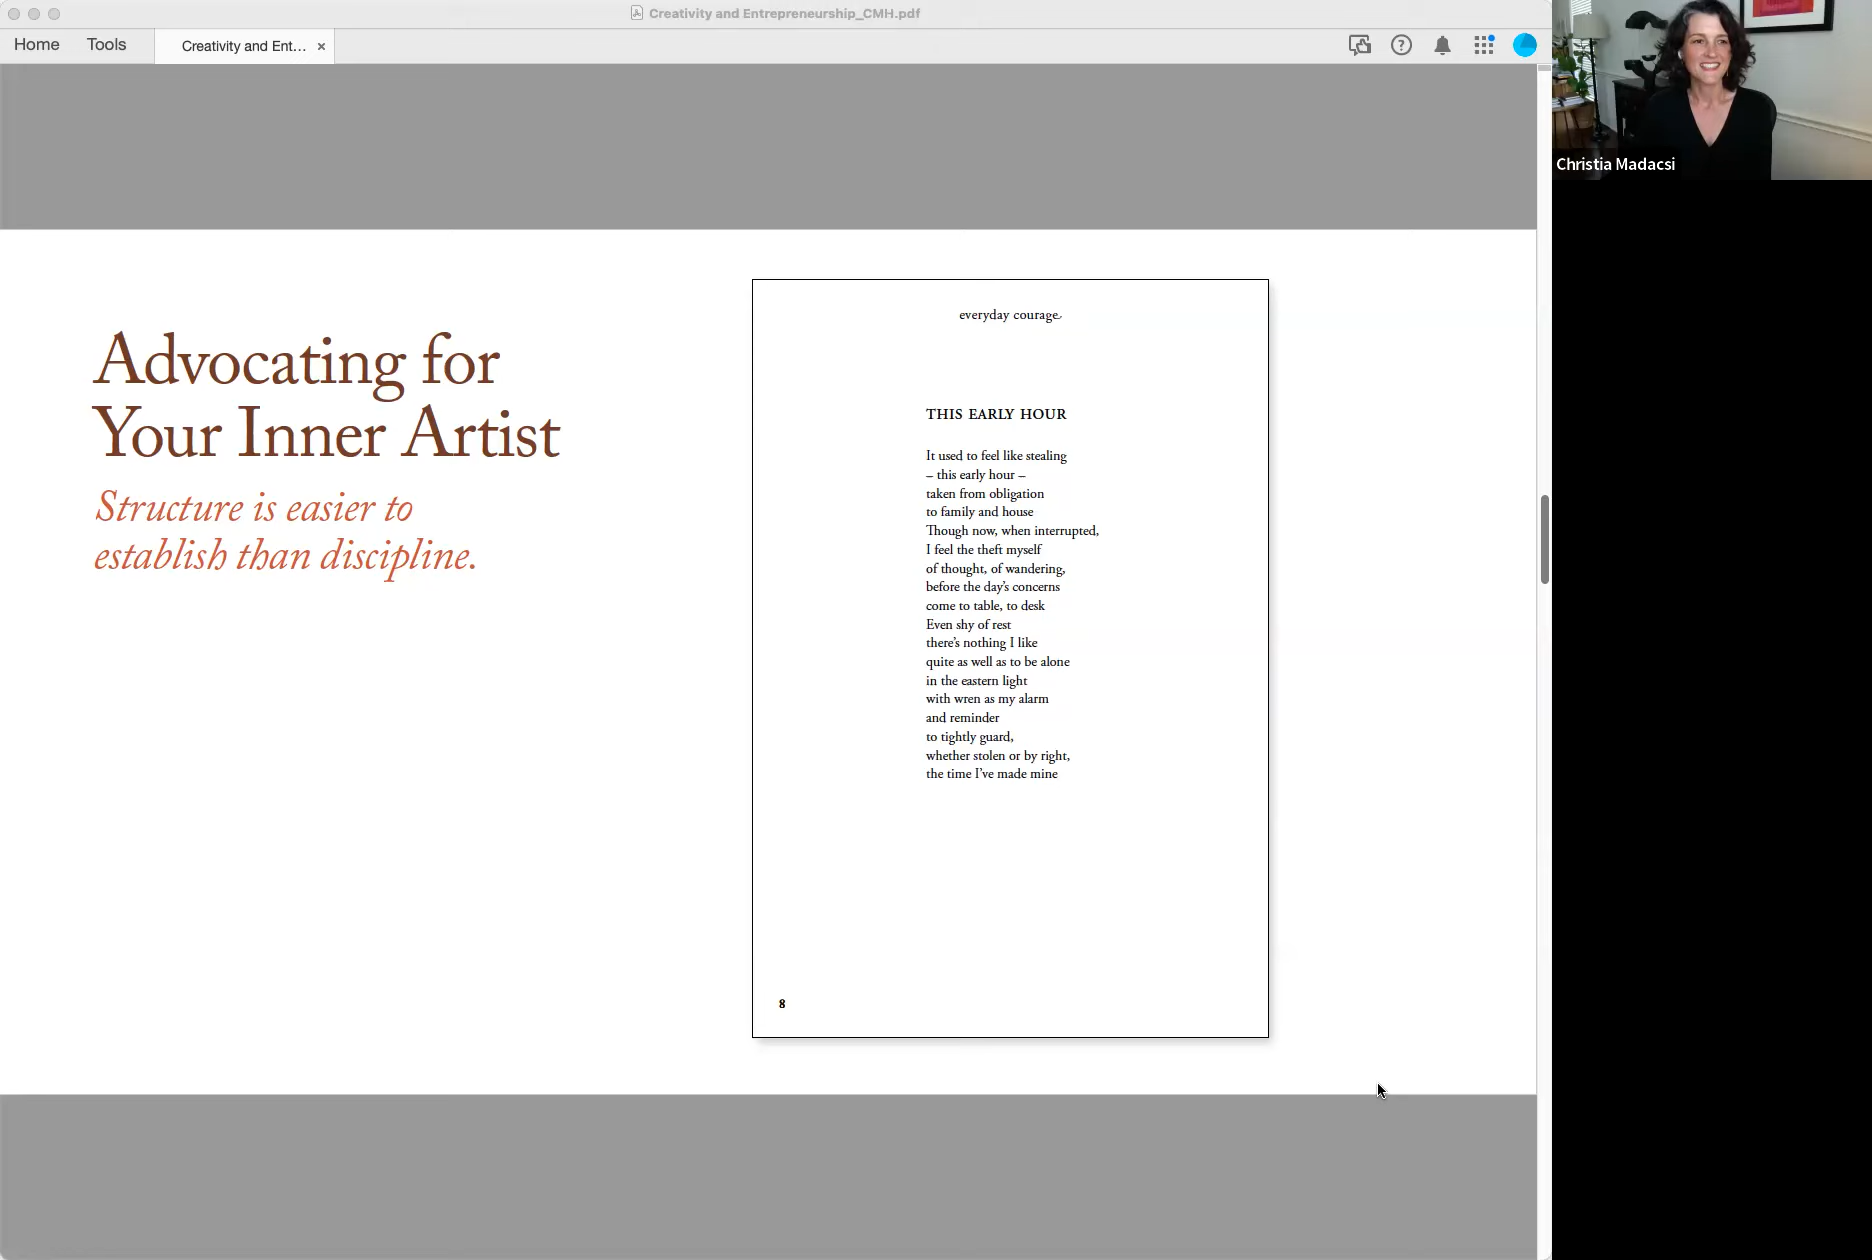 Creativity and Entrepreneurship_CMH.pdf
Home
Tools
Creativity and Ent...
Christia Madacsi
Advocating for
Your Inner Artist
Structure is easier to
establish than discipline.
everyday courage
THIS EARLY HOUR
It used to feel like stealing
– this early hour –
taken from obligation
to family and house
Though now, when interrupted,
I feel the theft myself
of thought, of wandering,
before the day's concerns
come to table, to desk
Even shy of rest
there's nothing I like
quite as well as to be alone
in the eastern light
with wren as my alarm
and reminder
to tightly guard,
whether stolen or by right,
the time I've made mine
8